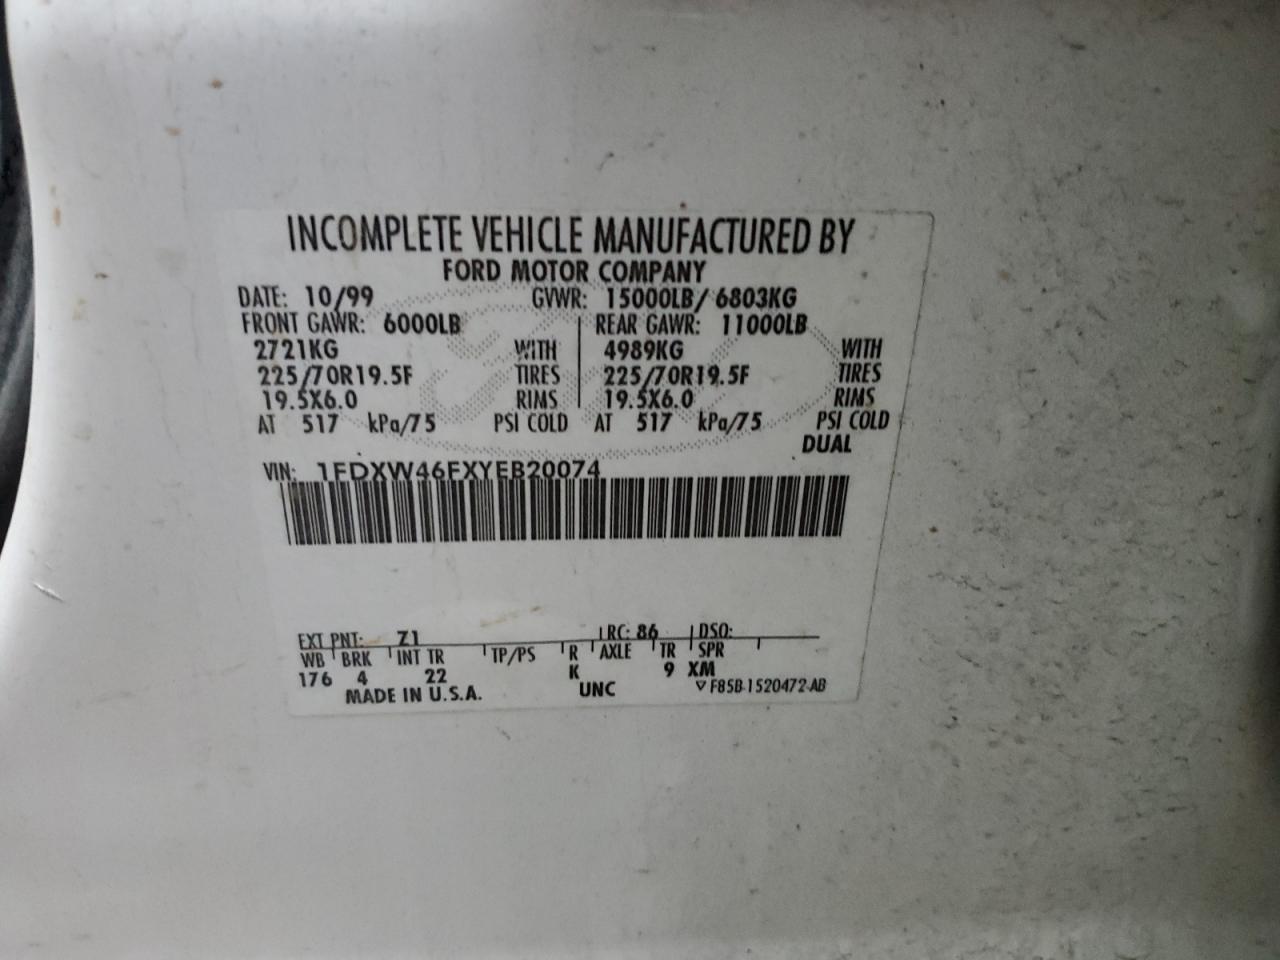 INCOMPLETE VEHICLE MANUFACTURED BY
FORD MOTOR COMPANY
DATE: 10/99 GVWR: 15000LB/ 6803KG
FRONT GAWR: 6000LB REAR GAWR: 11000LB
2721KG WITH 4989KG WITH
225/70R19.5F TIRES 225/70R19.5F TIRES
19.5X6.0 RIMS 19.5X6.0 RIMS
AT 517 kPa/75 PSI COLD AT 517 kPa/75 PSI COLD
DUAL
VIN: 1FDXW46FXYEB20074
EXT PNT: Z1 RC: 86 DSO:
WB BRK INT TR TP/PS R AXLE TR SPR
176 4 22 K 9 XM
MADE IN U.S.A. UNC ▽ F85B-1520472-AB